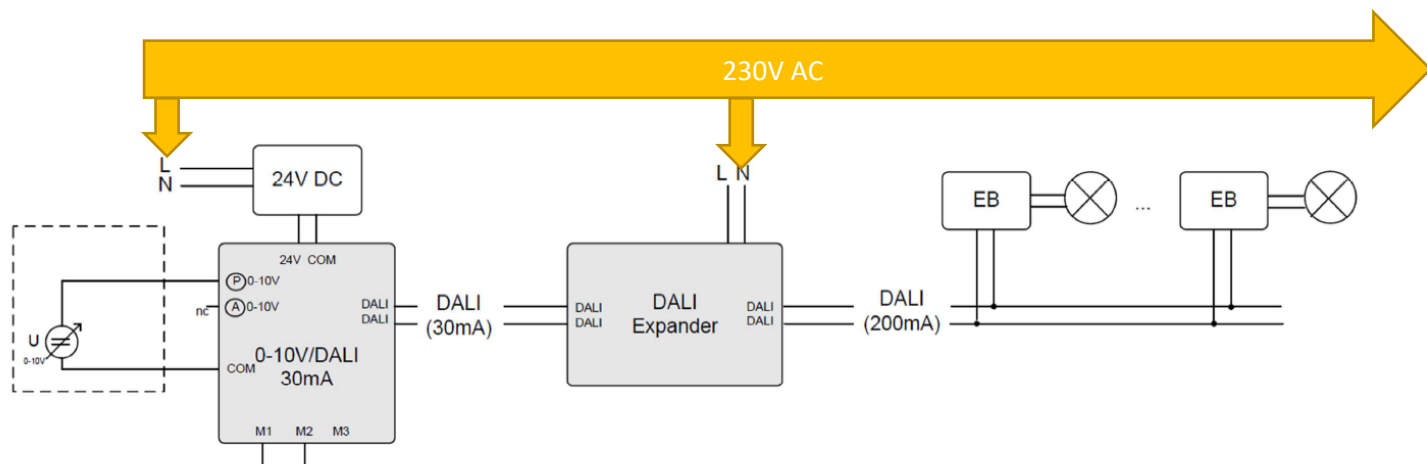 230V AC
L
N
24V DC
L N
EB
...
EB
24V COM
P 0-10V
nc A 0-10V
DALI
DALI
DALI
(30mA)
DALI
DALI
DALI
Expander
DALI
DALI
DALI
(200mA)
U
0-10V
COM
0-10V/DALI
30mA
M1 M2 M3